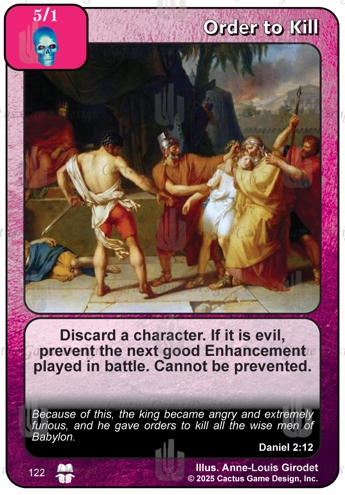 5/1
Order to Kill
Discard a character. If it is evil,
prevent the next good Enhancement
played in battle. Cannot be prevented.
Because of this, the king became angry and extremely
furious, and he gave orders to kill all the wise men of
Babylon.
Daniel 2:12
122
Illus. Anne-Louis Girodet
© 2025 Cactus Game Design, Inc.